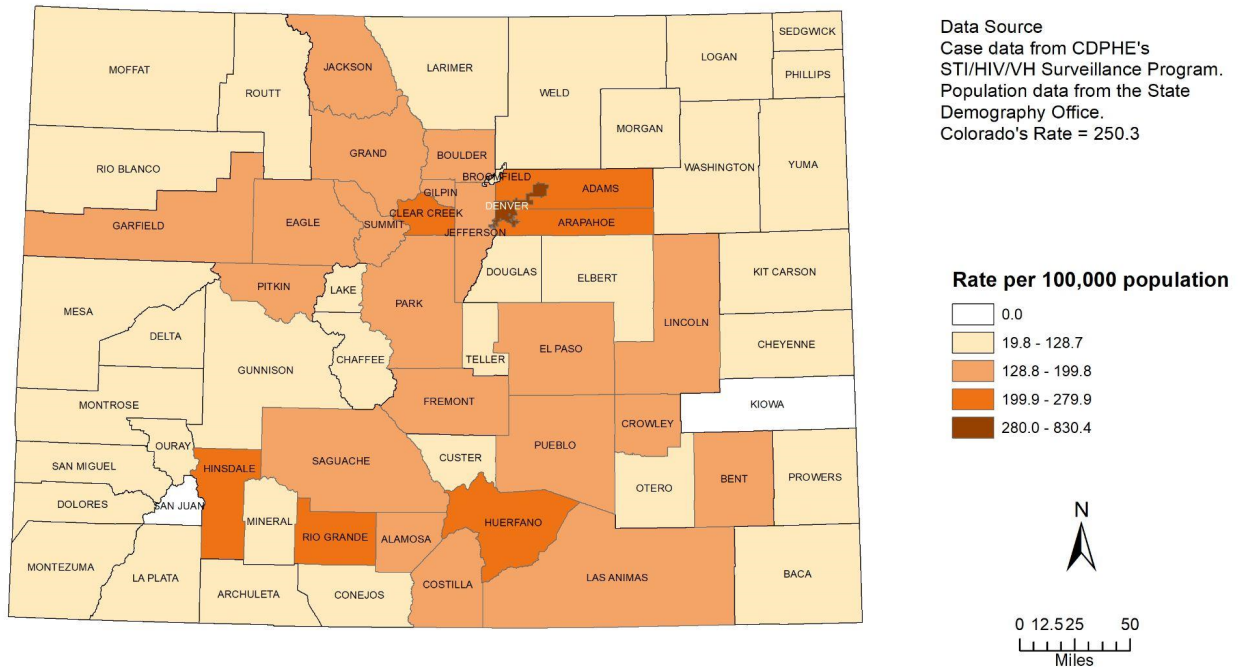 MOFFAT
ROUTT
JACKSON
LARIMER
WELD
LOGAN
SEDGWICK
PHILLIPS
MORGAN
RIO BLANCO
GRAND
BOULDER
WASHINGTON
YUMA
BROOMFIELD
GILPIN
ADAMS
GARFIELD
EAGLE
SUMMIT
CLEAR CREEK
DENVER
JEFFERSON
ARAPAHOE
MESA
PITKIN
LAKE
PARK
DOUGLAS
ELBERT
KIT CARSON
DELTA
LINCOLN
GUNNISON
CHAFFEE
TELLER
EL PASO
CHEYENNE
MONTROSE
FREMONT
KIOWA
OURAY
CROWLEY
SAN MIGUEL
HINSDALE
SAGUACHE
CUSTER
PUEBLO
OTERO
BENT
PROWERS
DOLORES
SAN JUAN
MINERAL
RIO GRANDE
ALAMOSA
HUERFANO
MONTEZUMA
LA PLATA
ARCHULETA
CONEJOS
COSTILLA
LAS ANIMAS
BACA
Data Source
Case data from CDPHE's
STI/HIV/VH Surveillance Program.
Population data from the State
Demography Office.
Colorado's Rate = 250.3
Rate per 100,000 population
0.0
19.8 - 128.7
128.8 - 199.8
199.9 - 279.9
280.0 - 830.4
N
0 12.525 50
Miles